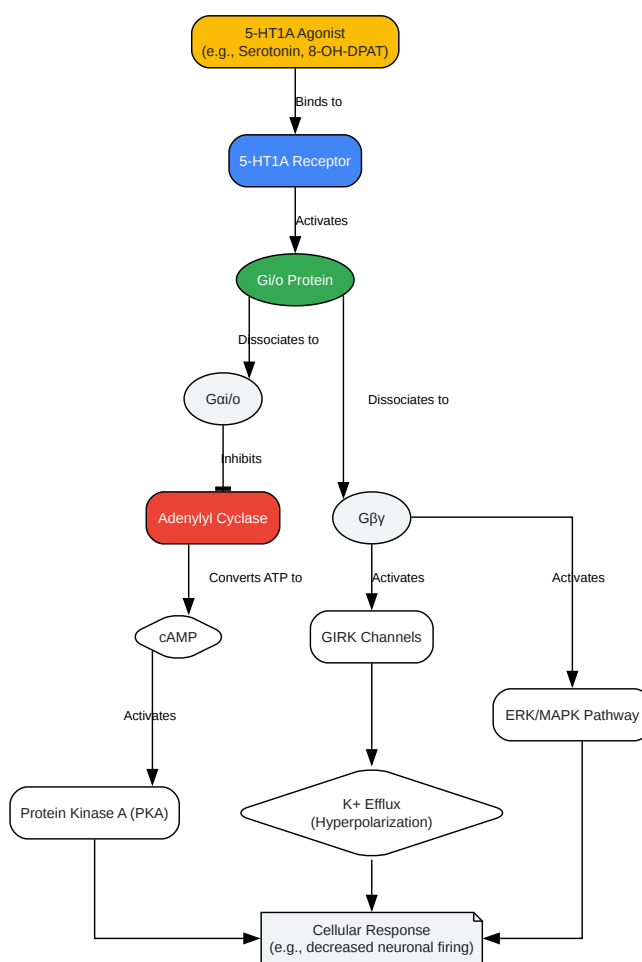 5-HT1A Agonist
(e.g., Serotonin, 8-OH-DPAT)
Binds to
5-HT1A Receptor
Activates
Gi/o Protein
Dissociates to
Gαi/o
Dissociates to
Inhibits
Adenylyl Cyclase
Gβγ
Converts ATP to
Activates
Activates
cAMP
GIRK Channels
Activates
ERK/MAPK Pathway
Protein Kinase A (PKA)
K+ Efflux
(Hyperpolarization)
Cellular Response
(e.g., decreased neuronal firing)